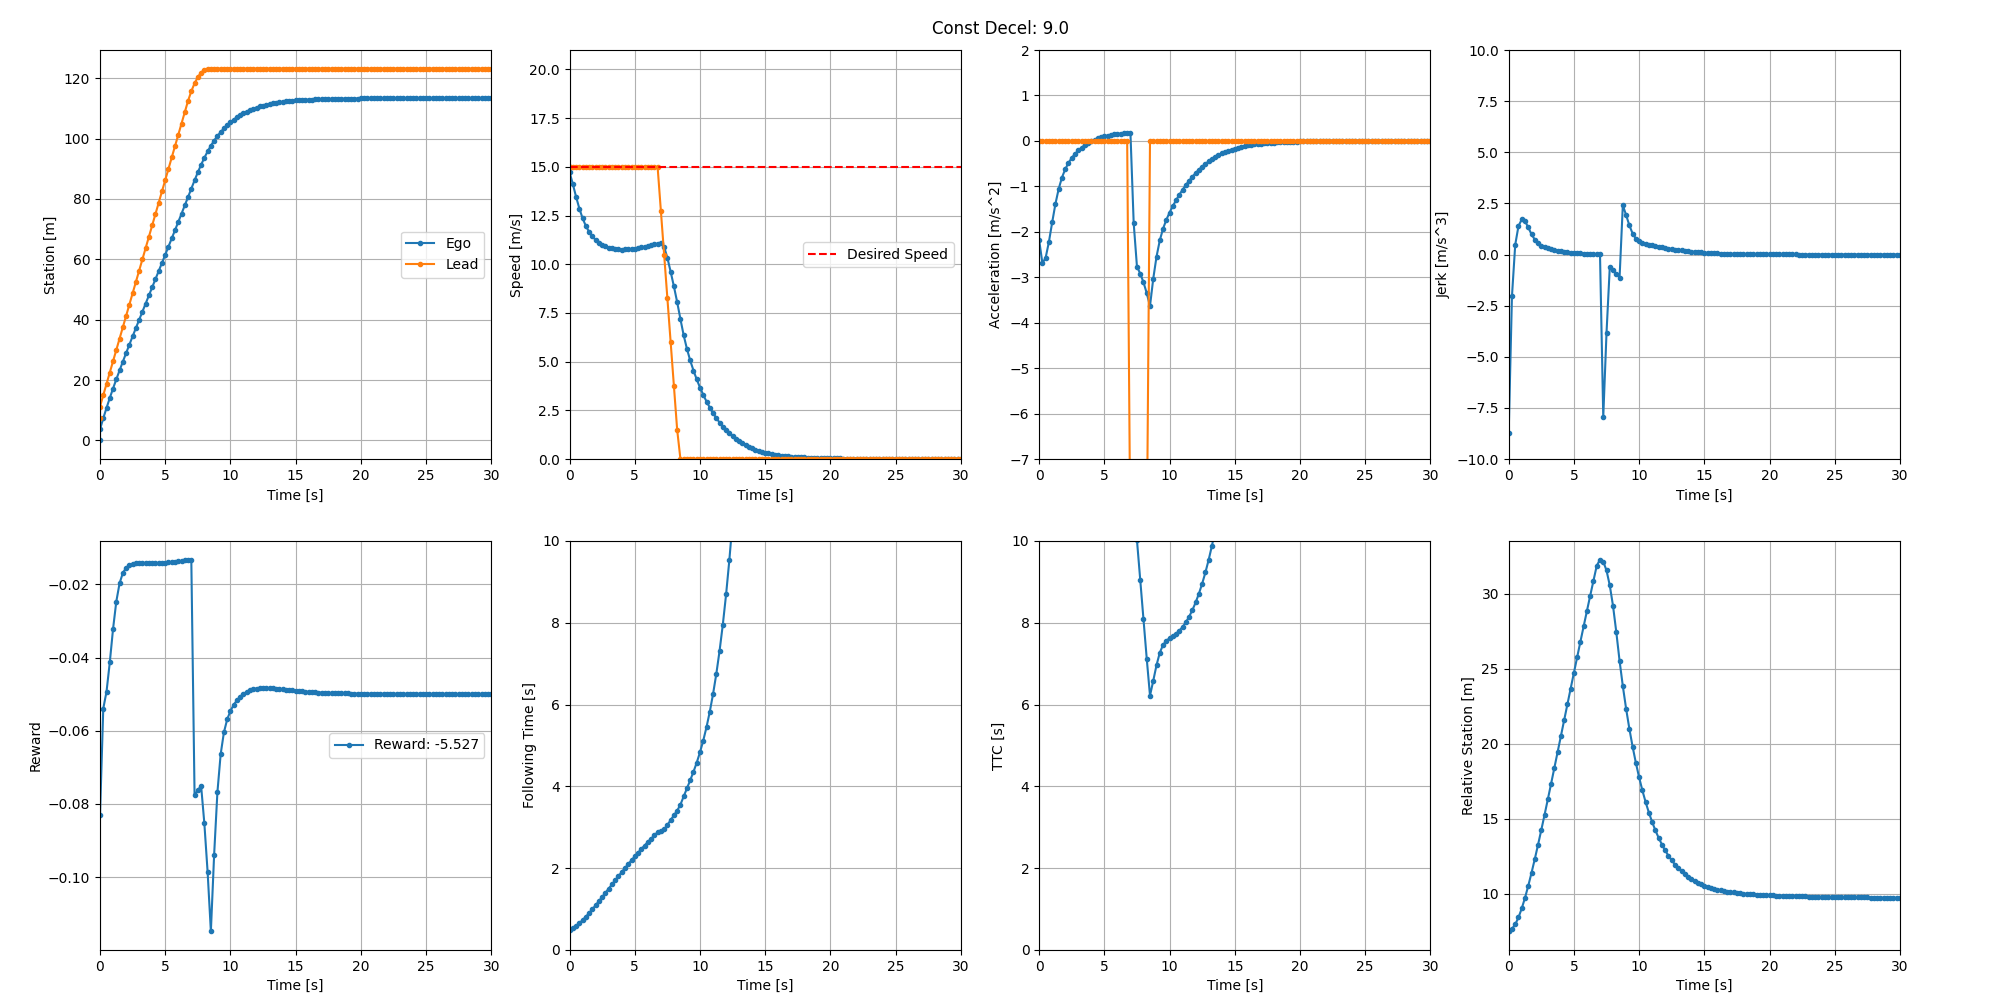 Const Decel: 9.0
120
100
80
60
40
20
0
Station [m]
Ego
Lead
0 5 10 15 20 25 30
Time [s]
20.0
17.5
15.0
12.5
10.0
7.5
5.0
2.5
0.0
Speed [m/s]
Desired Speed
0 5 10 15 20 25 30
Time [s]
2
1
0
−1
−2
−3
−4
−5
−6
−7
Acceleration [m/s^2]
0 5 10 15 20 25 30
Time [s]
10.0
7.5
5.0
2.5
0.0
−2.5
−5.0
−7.5
−10.0
Jerk [m/s^3]
0 5 10 15 20 25 30
Time [s]
−0.02
−0.04
−0.06
−0.08
−0.10
Reward
Reward: -5.527
0 5 10 15 20 25 30
Time [s]
10
8
6
4
2
0
Following Time [s]
0 5 10 15 20 25 30
Time [s]
10
8
6
4
2
0
TTC [s]
0 5 10 15 20 25 30
Time [s]
30
25
20
15
10
Relative Station [m]
0 5 10 15 20 25 30
Time [s]